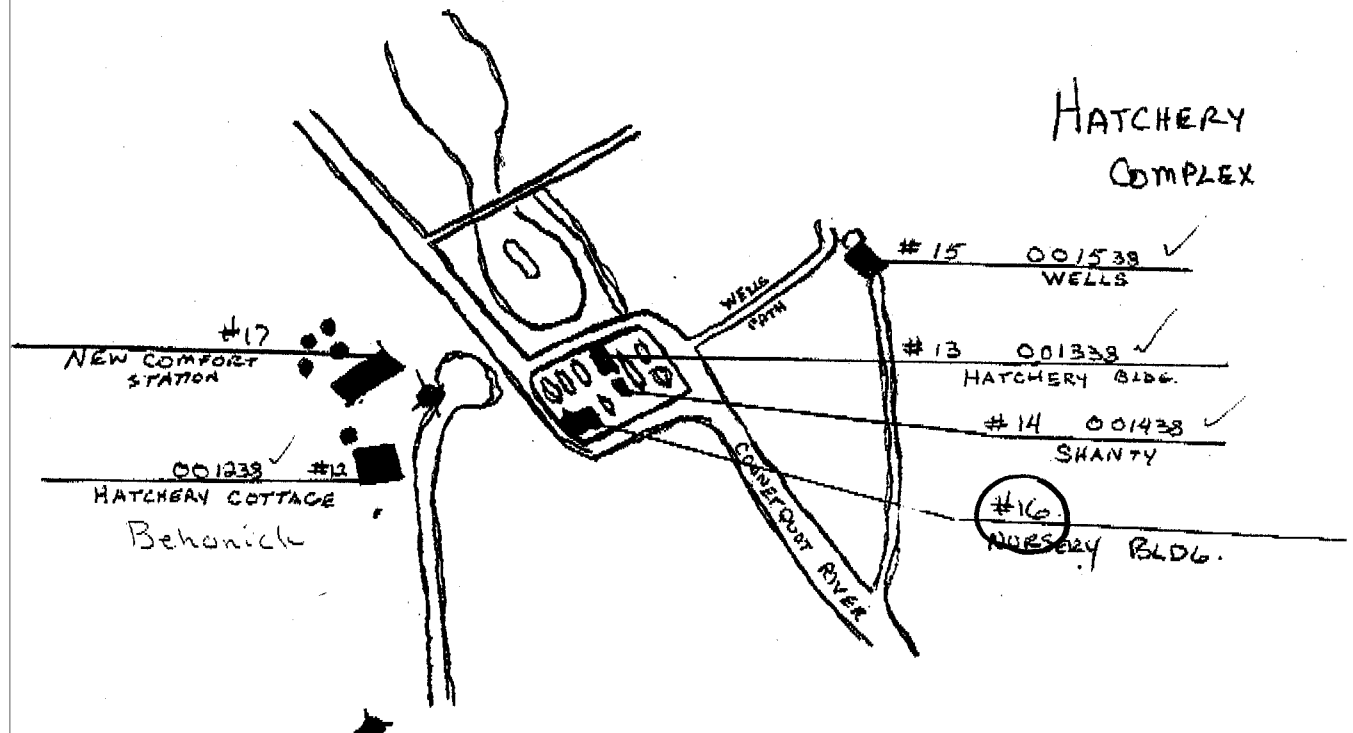 HATCHERY
COMPLEX
#15 001538 ✓
WELLS
WELLS
PATH
#17
NEW COMFORT
STATION
#13 001338 ✓
HATCHERY BLDG.
#14 001438 ✓
SHANTY
001238 ✓ #12
HATCHERY COTTAGE
Behanich
CONNETQUOT RIVER
#16
NURSERY BLDG.